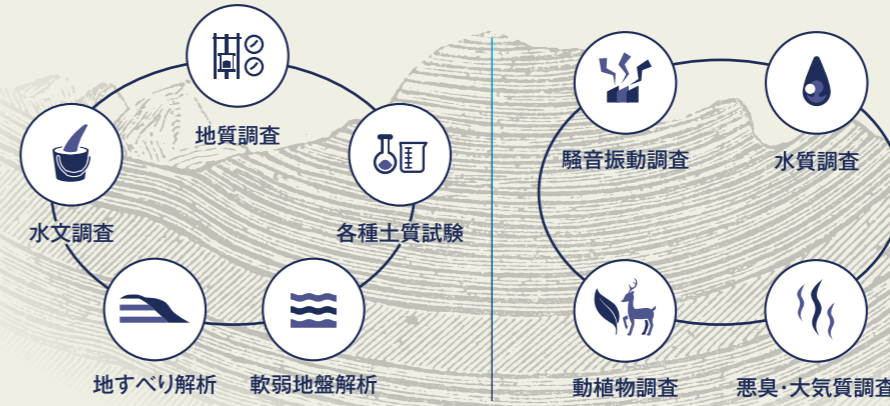 地質調査
水文調査
各種土質試験
地すべり解析
軟弱地盤解析
騒音振動調査
水質調査
動植物調査
悪臭・大気質調査